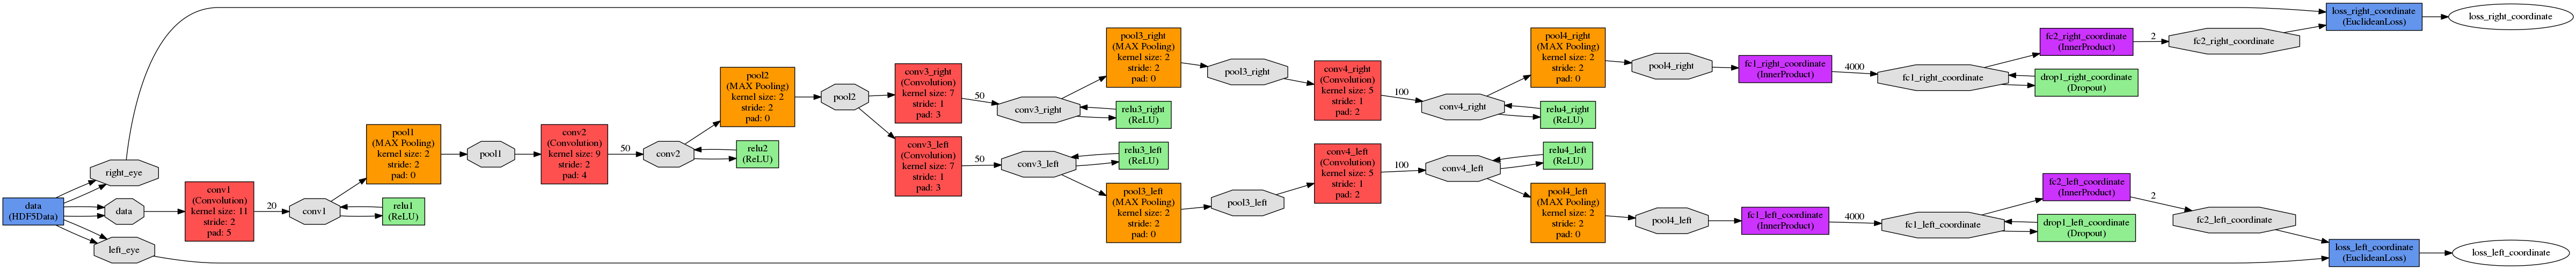 data
(HDF5Data)
right_eye
data
left_eye
conv1
(Convolution)
kernel size: 11
stride: 2
pad: 5
20
conv1
pool1
(MAX Pooling)
kernel size: 2
stride: 2
pad: 0
relu1
(ReLU)
pool1
conv2
(Convolution)
kernel size: 9
stride: 2
pad: 4
50
conv2
pool2
(MAX Pooling)
kernel size: 2
stride: 2
pad: 0
relu2
(ReLU)
pool2
conv3_right
(Convolution)
kernel size: 7
stride: 1
pad: 3
50
conv3_right
pool3_right
(MAX Pooling)
kernel size: 2
stride: 2
pad: 0
relu3_right
(ReLU)
pool3_right
conv4_right
(Convolution)
kernel size: 5
stride: 1
pad: 2
100
conv4_right
pool4_right
(MAX Pooling)
kernel size: 2
stride: 2
pad: 0
relu4_right
(ReLU)
pool4_right
fc1_right_coordinate
(InnerProduct)
4000
fc1_right_coordinate
fc2_right_coordinate
(InnerProduct)
drop1_right_coordinate
(Dropout)
2
fc2_right_coordinate
loss_right_coordinate
(EuclideanLoss)
loss_right_coordinate
conv3_left
(Convolution)
kernel size: 7
stride: 1
pad: 3
50
conv3_left
relu3_left
(ReLU)
pool3_left
(MAX Pooling)
kernel size: 2
stride: 2
pad: 0
pool3_left
conv4_left
(Convolution)
kernel size: 5
stride: 1
pad: 2
100
conv4_left
relu4_left
(ReLU)
pool4_left
(MAX Pooling)
kernel size: 2
stride: 2
pad: 0
pool4_left
fc1_left_coordinate
(InnerProduct)
4000
fc1_left_coordinate
fc2_left_coordinate
(InnerProduct)
drop1_left_coordinate
(Dropout)
2
fc2_left_coordinate
loss_left_coordinate
(EuclideanLoss)
loss_left_coordinate